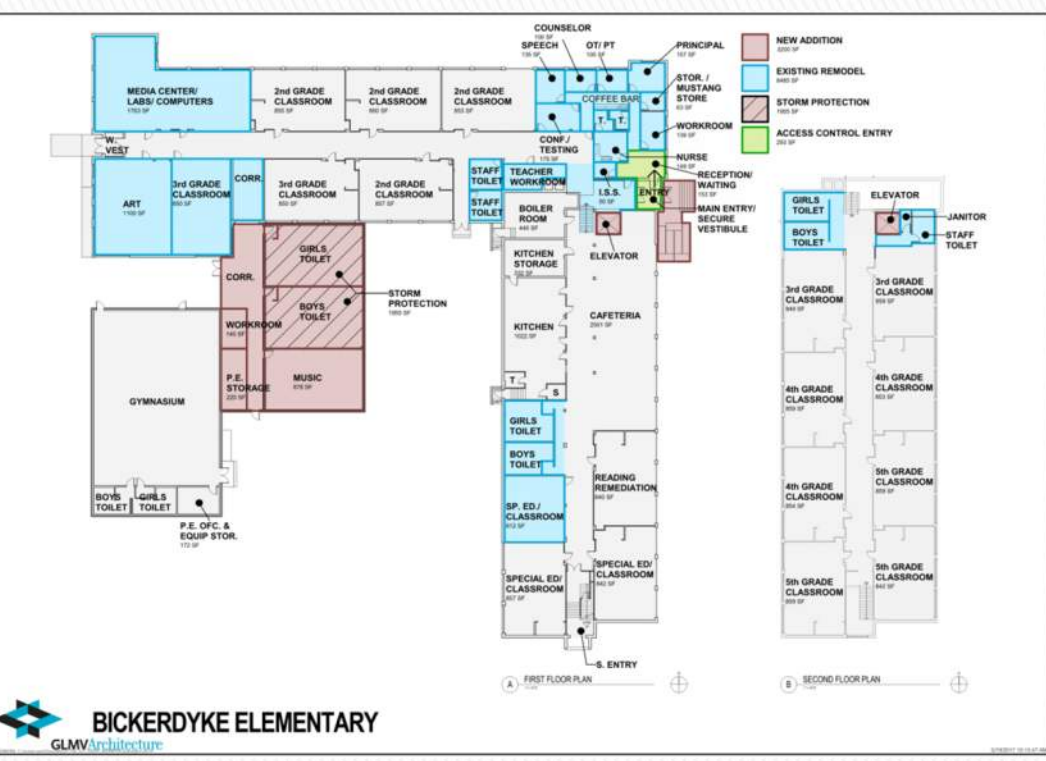 COUNSELOR
SPEECH
OT/ PT
PRINCIPAL
STOR. /
MUSTANG
STORE
COFFEE BAR
T.
T.
WORKROOM
CONF./
TESTING
NURSE
RECEPTION/
WAITING
MAIN ENTRY/
SECURE
VESTIBULE
ENTRY
I.S.S.
ELEVATOR
NEW ADDITION
EXISTING REMODEL
STORM PROTECTION
ACCESS CONTROL ENTRY
MEDIA CENTER/
LABS/ COMPUTERS
2nd GRADE
CLASSROOM
2nd GRADE
CLASSROOM
2nd GRADE
CLASSROOM
W.
VEST
ART
3rd GRADE
CLASSROOM
CORR.
3rd GRADE
CLASSROOM
2nd GRADE
CLASSROOM
STAFF
TOILET
STAFF
TOILET
TEACHER
WORKROOM
BOILER
ROOM
KITCHEN
STORAGE
KITCHEN
CAFETERIA
T
S
GIRLS
TOILET
BOYS
TOILET
SP. ED./
CLASSROOM
SPECIAL ED/
CLASSROOM
READING
REMEDIATION
SPECIAL ED/
CLASSROOM
S. ENTRY
CORR.
GIRLS
TOILET
BOYS
TOILET
STORM
PROTECTION
WORKROOM
P.E.
STORAGE
MUSIC
GYMNASIUM
BOYS
TOILET
GIRLS
TOILET
P.E. OFC. &
EQUIP STOR.
172 SF
A
FIRST FLOOR PLAN
ELEVATOR
GIRLS
TOILET
BOYS
TOILET
JANITOR
STAFF
TOILET
3rd GRADE
CLASSROOM
3rd GRADE
CLASSROOM
4th GRADE
CLASSROOM
4th GRADE
CLASSROOM
4th GRADE
CLASSROOM
5th GRADE
CLASSROOM
5th GRADE
CLASSROOM
5th GRADE
CLASSROOM
B
SECOND FLOOR PLAN
BICKERDYKE ELEMENTARY
GLMVArchitecture